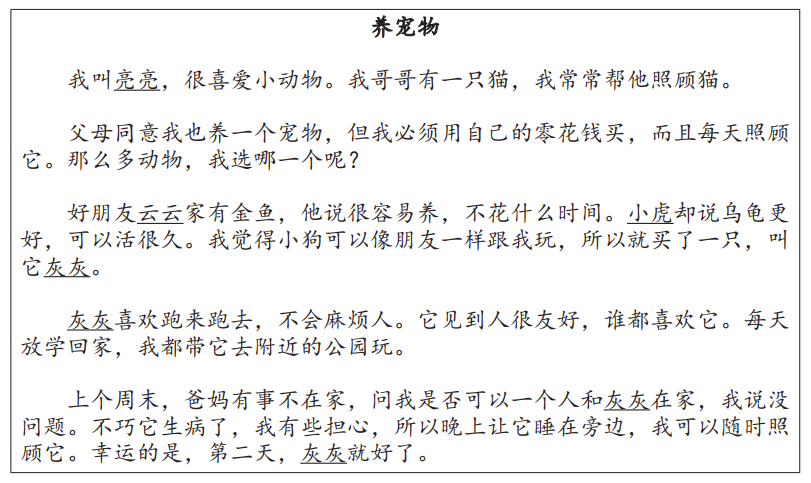 养宠物
我叫亮亮，很喜爱小动物。我哥哥有一只猫，我常常帮他照顾猫。
父母同意我也养一个宠物，但我必须用自己的零花钱买，而且每天照顾
它。那么多动物，我选哪一个呢？
好朋友云云家有金鱼，他说很容易养，不花什么时间。小虎却说乌龟更
好，可以活很久。我觉得小狗可以像朋友一样跟我玩，所以就买了一只，叫
它灰灰。
灰灰喜欢跑来跑去，不会麻烦人。它见到人很友好，谁都喜欢它。每天
放学回家，我都带它去附近的公园玩。
上个周末，爸妈有事不在家，问我是否可以一个人和灰灰在家，我说没
问题。不巧它生病了，我有些担心，所以晚上让它睡在旁边，我可以随时照
顾它。幸运的是，第二天，灰灰就好了。